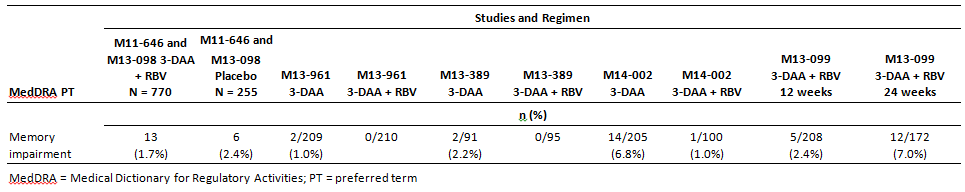 Studies and Regimen
MedDRA PT
M11-646 and M13-098 3-DAA + RBV N = 770
M11-646 and M13-098 Placebo N = 255
M13-961 3-DAA
M13-961 3-DAA + RBV
M13-389 3-DAA
M13-389 3-DAA + RBV
M14-002 3-DAA
M14-002 3-DAA + RBV
M13-099 3-DAA + RBV 12 weeks
M13-099 3-DAA + RBV 24 weeks
n (%)
Memory impairment
13 (1.7%)
6 (2.4%)
2/209 (1.0%)
0/210
2/91 (2.2%)
0/95
14/205 (6.8%)
1/100 (1.0%)
5/208 (2.4%)
12/172 (7.0%)
MedDRA = Medical Dictionary for Regulatory Activities; PT = preferred term